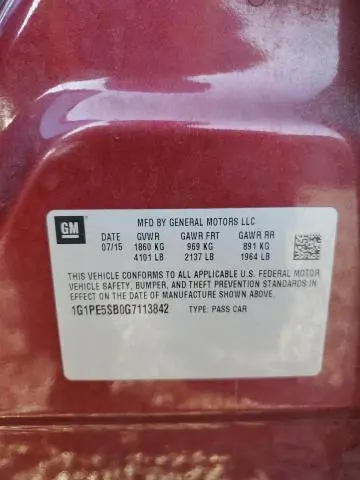 GM
MFD BY GENERAL MOTORS LLC
DATE GVWR GAWR FRT GAWR RR
07/15 1860 KG 969 KG 891 KG
4101 LB 2137 LB 1964 LB
THIS VEHICLE CONFORMS TO ALL APPLICABLE U.S. FEDERAL MOTOR
VEHICLE SAFETY, BUMPER, AND THEFT PREVENTION STANDARDS IN
EFFECT ON THE DATE OF MANUFACTURE SHOWN ABOVE.
1G1PE5SB0G7113842 TYPE: PASS CAR